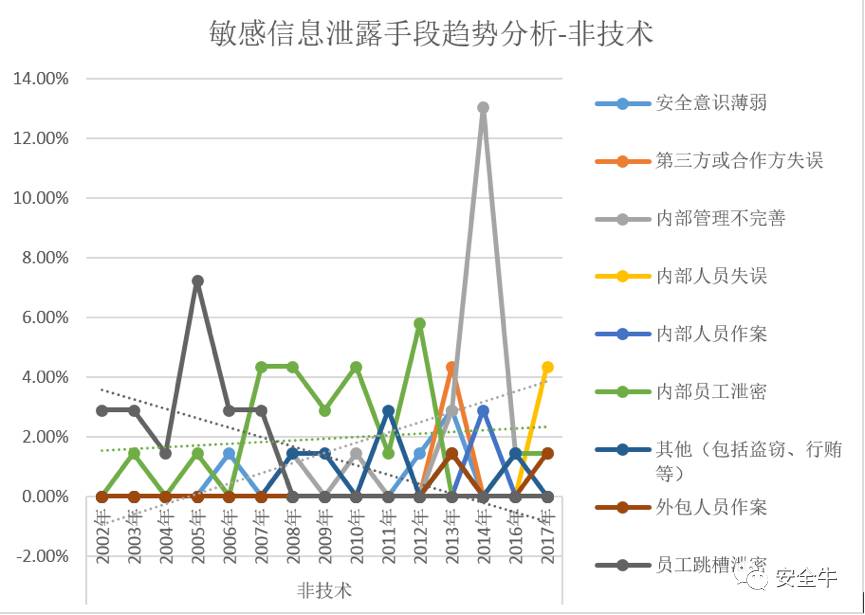 敏感信息泄露手段趋势分析-非技术
14.00%
12.00%
10.00%
8.00%
6.00%
4.00%
2.00%
0.00%
-2.00%
2002年
2003年
2004年
2005年
2006年
2007年
2008年
2009年
2010年
2011年
2012年
2013年
2014年
2016年
2017年
非技术
安全意识薄弱
第三方或合作方失误
内部管理不完善
内部人员失误
内部人员作案
内部员工泄密
其他（包括盗窃、行贿
等）
外包人员作案
员工跳槽泄密
安全牛